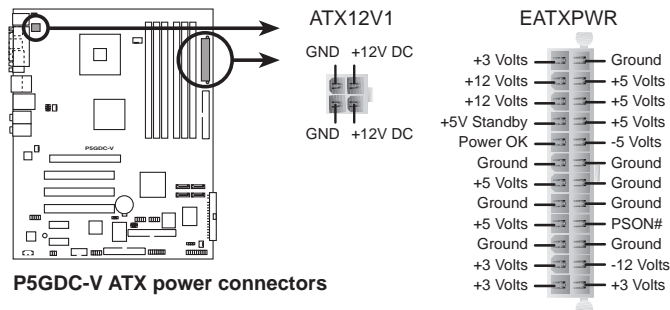 ATX12V1
EATXPWR
GND +12V DC
GND +12V DC
+3 Volts Ground
+12 Volts +5 Volts
+12 Volts +5 Volts
+5V Standby +5 Volts
Power OK -5 Volts
Ground Ground
+5 Volts Ground
Ground Ground
+5 Volts PSON#
Ground Ground
+3 Volts -12 Volts
+3 Volts +3 Volts
P5GDC-V
P5GDC-V ATX power connectors